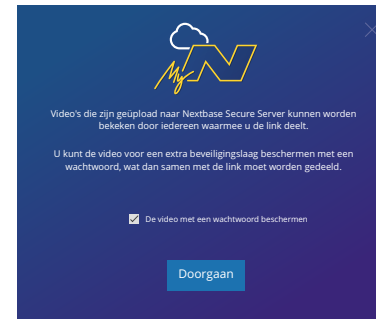 My N
Video's die zijn geüpload naar Nextbase Secure Server kunnen worden
bekeken door iedereen waarmee u de link deelt.
U kunt de video voor een extra beveiligingslaag beschermen met een
wachtwoord, wat dan samen met de link moet worden gedeeld.
De video met een wachtwoord beschermen
Doorgaan